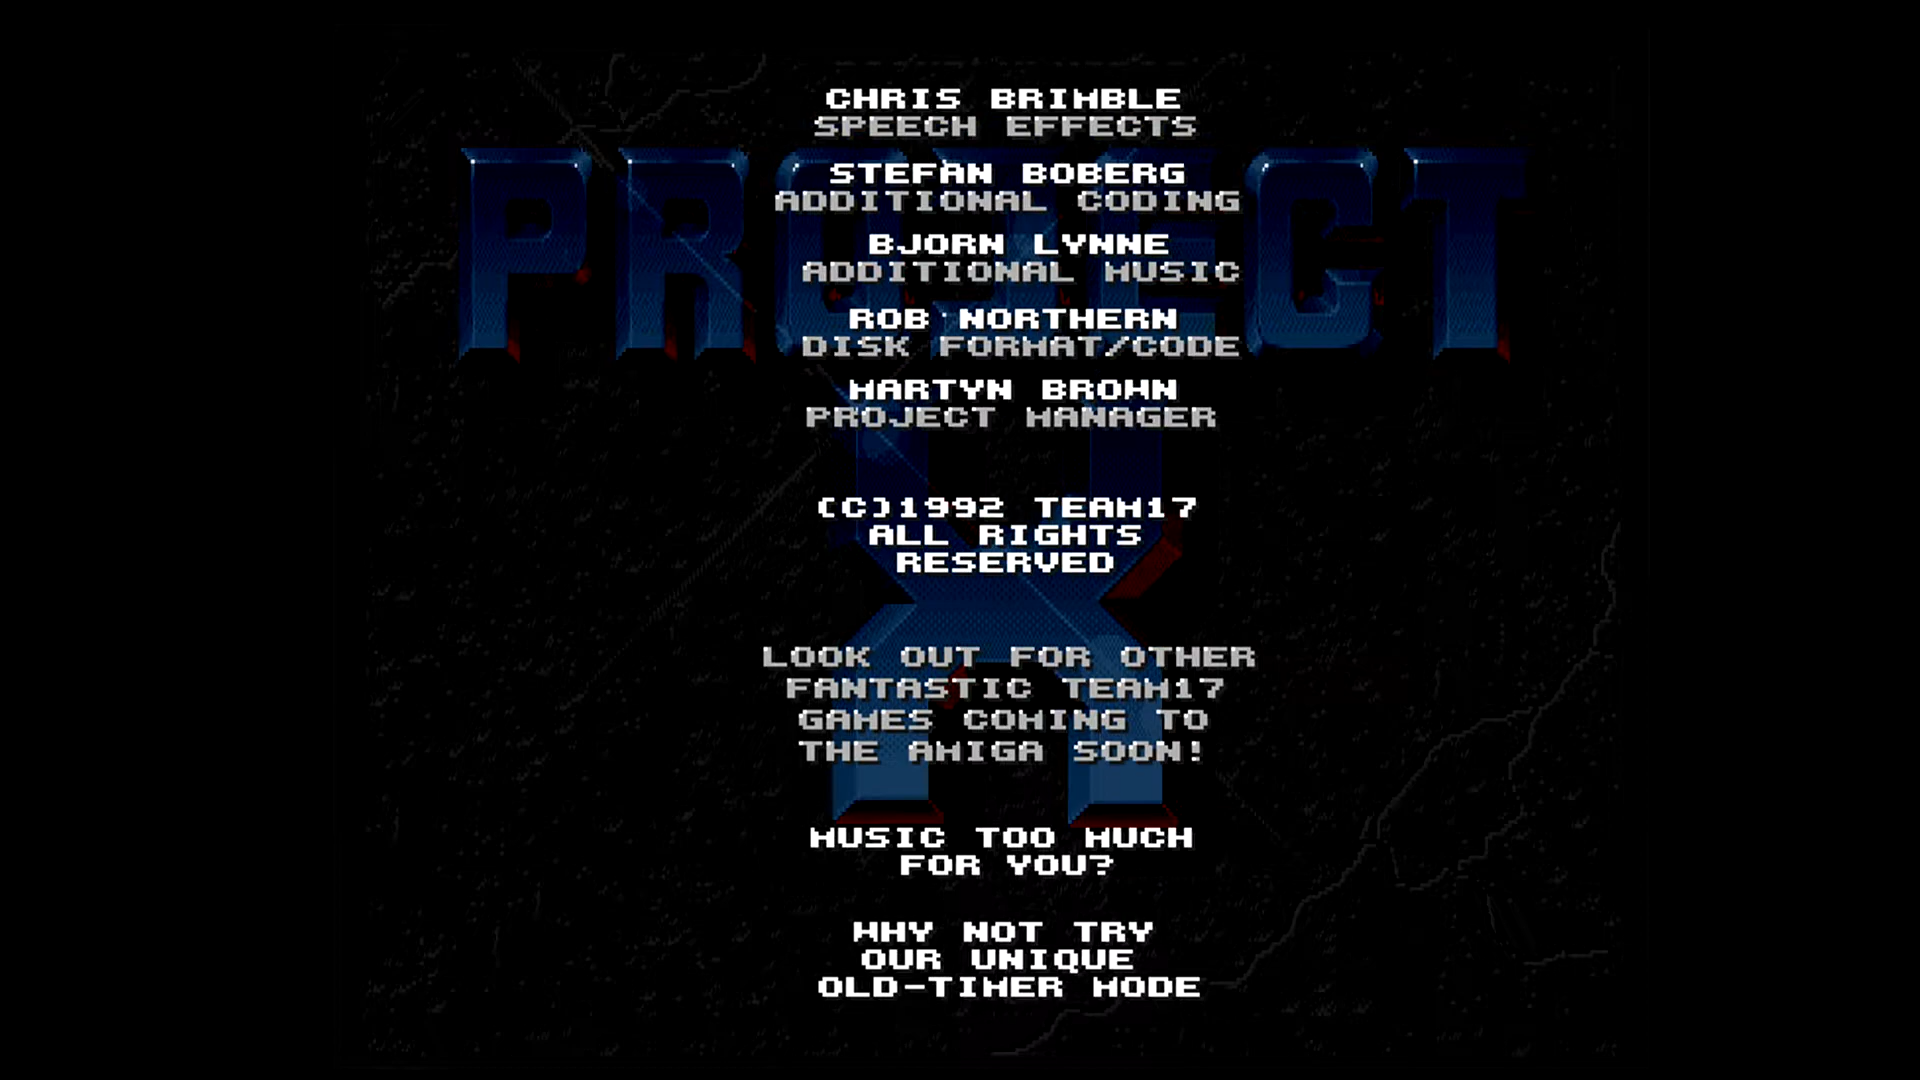 CHRIS BRIMBLE
SPEECH EFFECTS
STEFAN BOBERG
ADDITIONAL CODING
BJORN LYNNE
ADDITIONAL MUSIC
ROB NORTHERN
DISK FORMAT/CODE
MARTYN BROWN
PROJECT MANAGER
PROJECT
X
(C)1992 TEAM17
ALL RIGHTS
RESERVED
LOOK OUT FOR OTHER
FANTASTIC TEAM17
GAMES COMING TO
THE AMIGA SOON!
MUSIC TOO MUCH
FOR YOU?
WHY NOT TRY
OUR UNIQUE
OLD-TIMER MODE